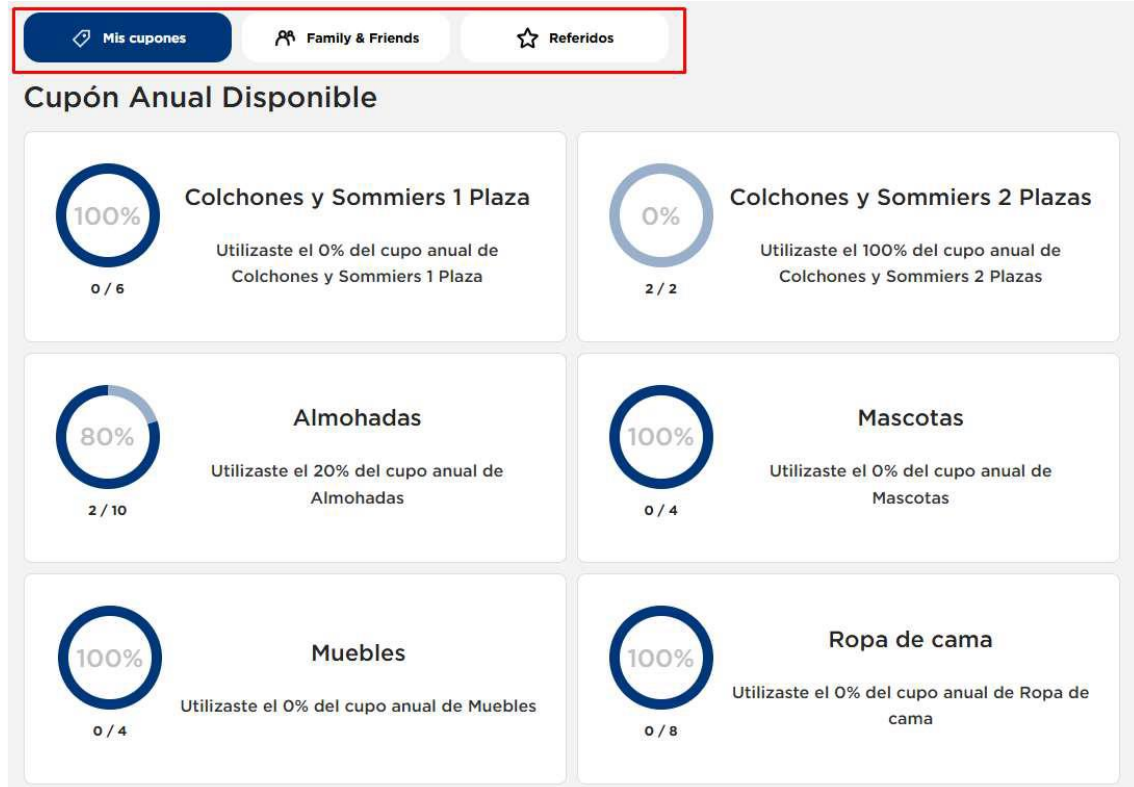 Mis cupones
Family & Friends
Referidos
Cupón Anual Disponible
100%
0 / 6
Colchones y Sommiers 1 Plaza
Utilizaste el 0% del cupo anual de
Colchones y Sommiers 1 Plaza
0%
2 / 2
Colchones y Sommiers 2 Plazas
Utilizaste el 100% del cupo anual de
Colchones y Sommiers 2 Plazas
80%
2 / 10
Almohadas
Utilizaste el 20% del cupo anual de
Almohadas
100%
0 / 4
Mascotas
Utilizaste el 0% del cupo anual de
Mascotas
100%
0 / 4
Muebles
Utilizaste el 0% del cupo anual de Muebles
100%
0 / 8
Ropa de cama
Utilizaste el 0% del cupo anual de Ropa de
cama